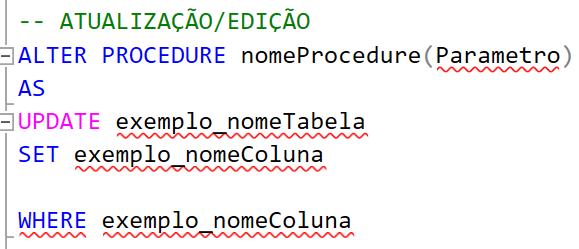 -- ATUALIZAÇÃO/EDIÇÃO
ALTER PROCEDURE nomeProcedure(Parametro)
AS
UPDATE exemplo_nomeTabela
SET exemplo_nomeColuna
WHERE exemplo_nomeColuna